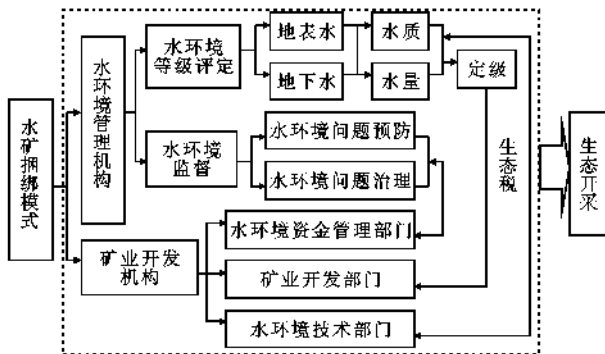 水矿捆绑模式
水环境管理机构
水环境
等级评定
地表水
水质
地下水
水量
定级
水环境
监督
水环境问题预防
水环境问题治理
生态税
生态开采
水环境资金管理部门
矿业开发
机构
矿业开发部门
水环境技术部门